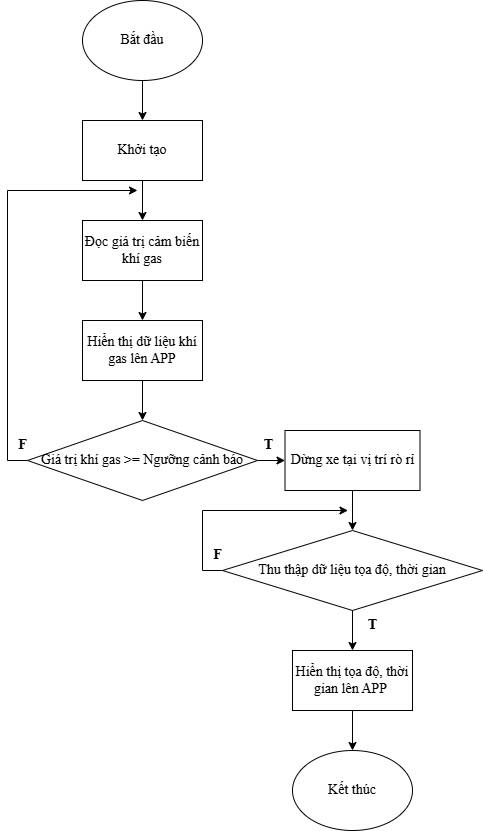 Bắt đầu
Khởi tạo
Đọc giá trị cảm biến
khí gas
Hiển thị dữ liệu khí
gas lên APP
F
Giá trị khí gas >= Ngưỡng cảnh báo
T
Dừng xe tại vị trí rò rỉ
F
Thu thập dữ liệu tọa độ, thời gian
T
Hiển thị tọa độ, thời
gian lên APP
Kết thúc